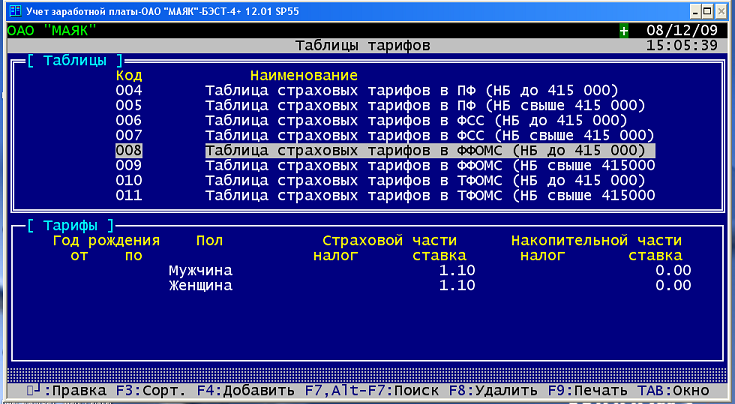 Учет заработной платы-ОАО "МАЯК"-БЭСТ-4+ 12.01 SP55
ОАО "МАЯК" + 08/12/09
Таблицы тарифов 15:05:39
[ Таблицы ]
Код Наименование
004 Таблица страховых тарифов в ПФ (НБ до 415 000)
005 Таблица страховых тарифов в ПФ (НБ свыше 415 000)
006 Таблица страховых тарифов в ФСС (НБ до 415 000)
007 Таблица страховых тарифов в ФСС (НБ свыше 415 000)
008 Таблица страховых тарифов в ФФОМС (НБ до 415 000)
009 Таблица страховых тарифов в ФФОМС (НБ свыше 415000
010 Таблица страховых тарифов в ТФОМС (НБ до 415 000)
011 Таблица страховых тарифов в ТФОМС (НБ свыше 415000
[ Тарифы ]
Год рождения Пол Страховой части Накопительной части
от по налог ставка налог ставка
Мужчина 1.10 0.00
Женщина 1.10 0.00
:Правка F3:Сорт. F4:Добавить F7,Alt-F7:Поиск F8:Удалить F9:Печать TAB:Окно